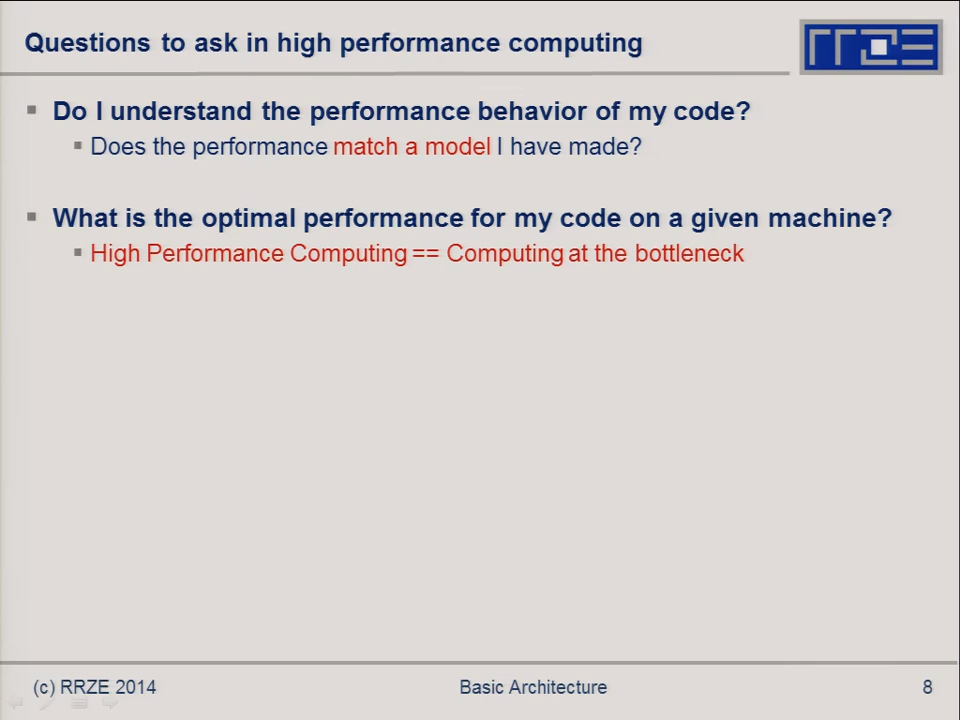 Questions to ask in high performance computing
RRZE
Do I understand the performance behavior of my code?
Does the performance match a model I have made?
What is the optimal performance for my code on a given machine?
High Performance Computing == Computing at the bottleneck
(c) RRZE 2014
Basic Architecture
8